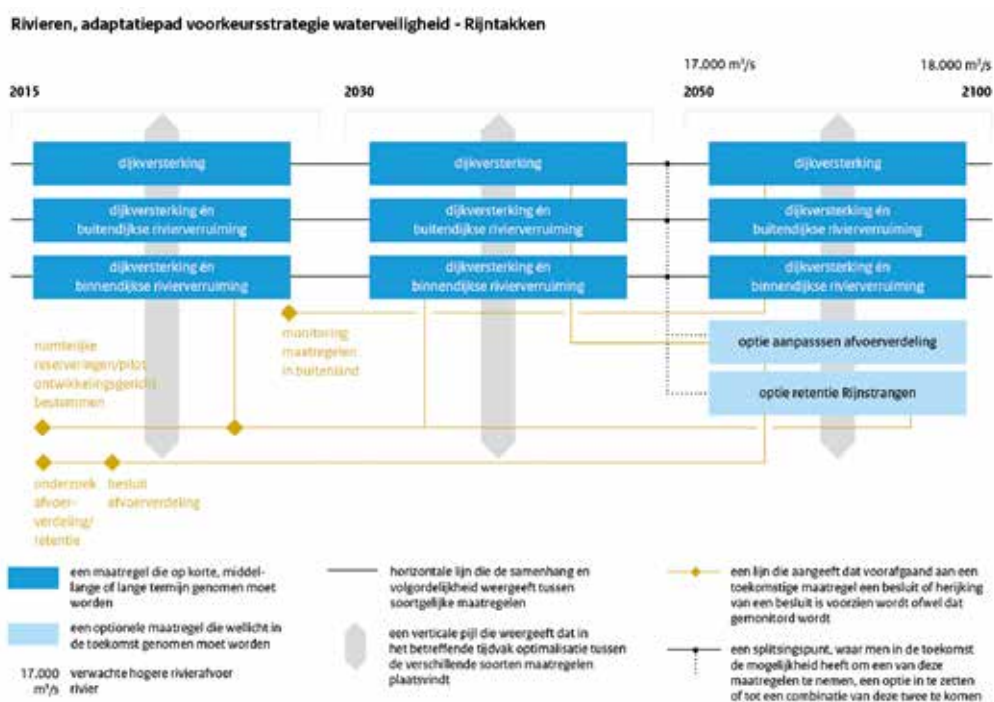 Rivieren, adaptatiepad voorkeursstrategie waterveiligheid - Rijntakken
17.000 m³/s
18.000 m³/s
2015
2030
2050
2100
dijkversterking
dijkversterking
dijkversterking
dijkversterking én
buitendijkse rivierverruiming
dijkversterking én
buitendijkse rivierverruiming
dijkversterking én
buitendijkse rivierverruiming
dijkversterking én
binnendijkse rivierverruiming
dijkversterking én
binnendijkse rivierverruiming
dijkversterking én
binnendijkse rivierverruiming
monitoring
maatregelen
in buitenland
ruimtelijke
reserveringen/pilot
ontwikkelingsgericht
bestemmen
optie aanpasssen afvoerverdeling
optie retentie Rijnstrangen
onderzoek
afvoer-
verdeling/
retentie
besluit
afvoerverdeling
een maatregel die op korte, middel-
lange of lange termijn genomen moet
worden
een optionele maatregel die wellicht in
de toekomst genomen moet worden
17.000 verwachte hogere rivierafvoer
m³/s rivier
horizontale lijn die de samenhang en
volgordelijkheid weergeeft tussen
soortgelijke maatregelen
een verticale pijl die weergeeft dat in
het betreffende tijdvak optimalisatie tussen
de verschillende soorten maatregelen
plaatsvindt
een lijn die aangeeft dat voorafgaand aan een
toekomstige maatregel een besluit of herijking
van een besluit is voorzien wordt ofwel dat
gemonitord wordt
een splitsingspunt, waar men in de toekomst
de mogelijkheid heeft om een van deze
maatregelen te nemen, een optie in te zetten
of tot een combinatie van deze twee te komen